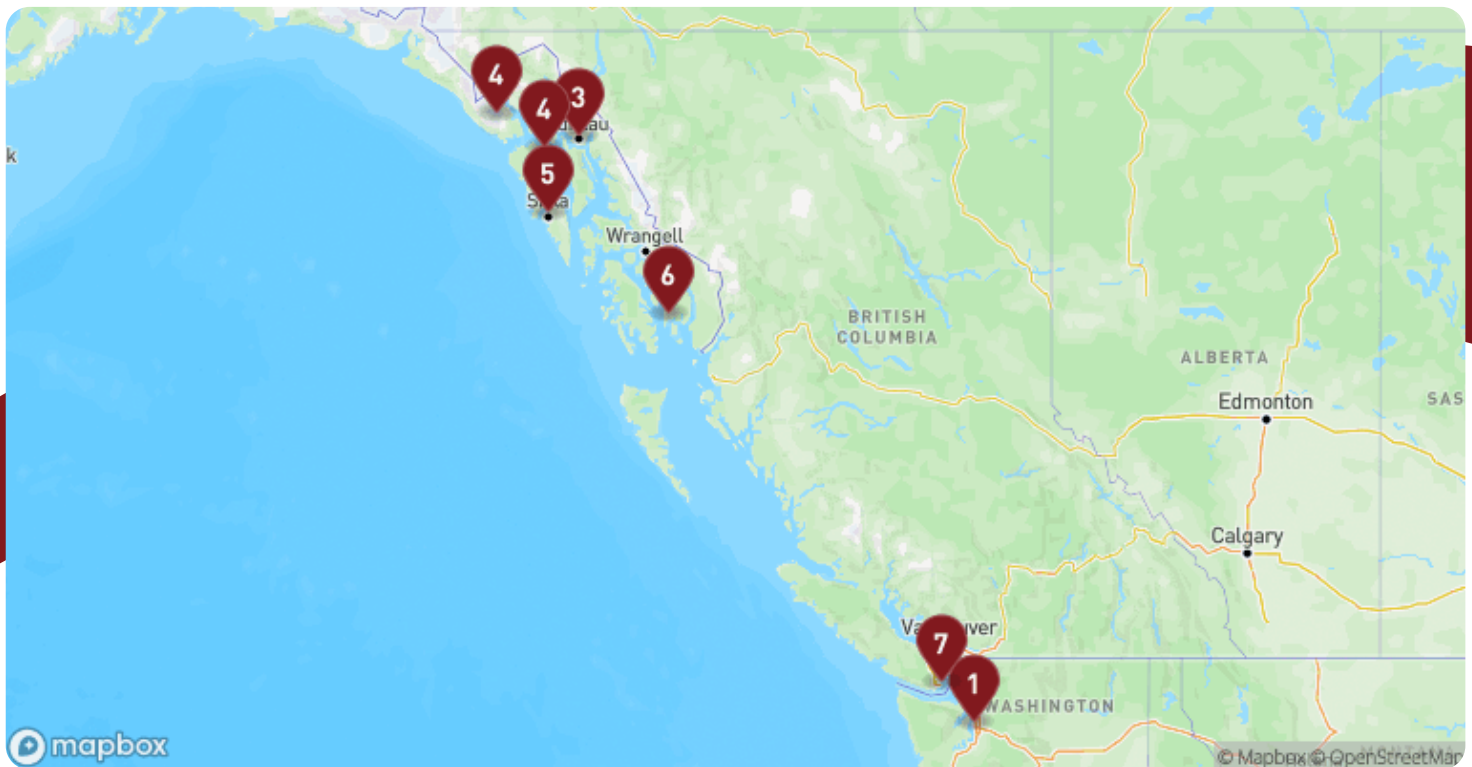 4
4
3
5
Wrangell
6
BRITISH
COLUMBIA
ALBERTA
Edmonton
SAS
Calgary
7
1
WASHINGTON
mapbox
© Mapbox © OpenStreetMap
k